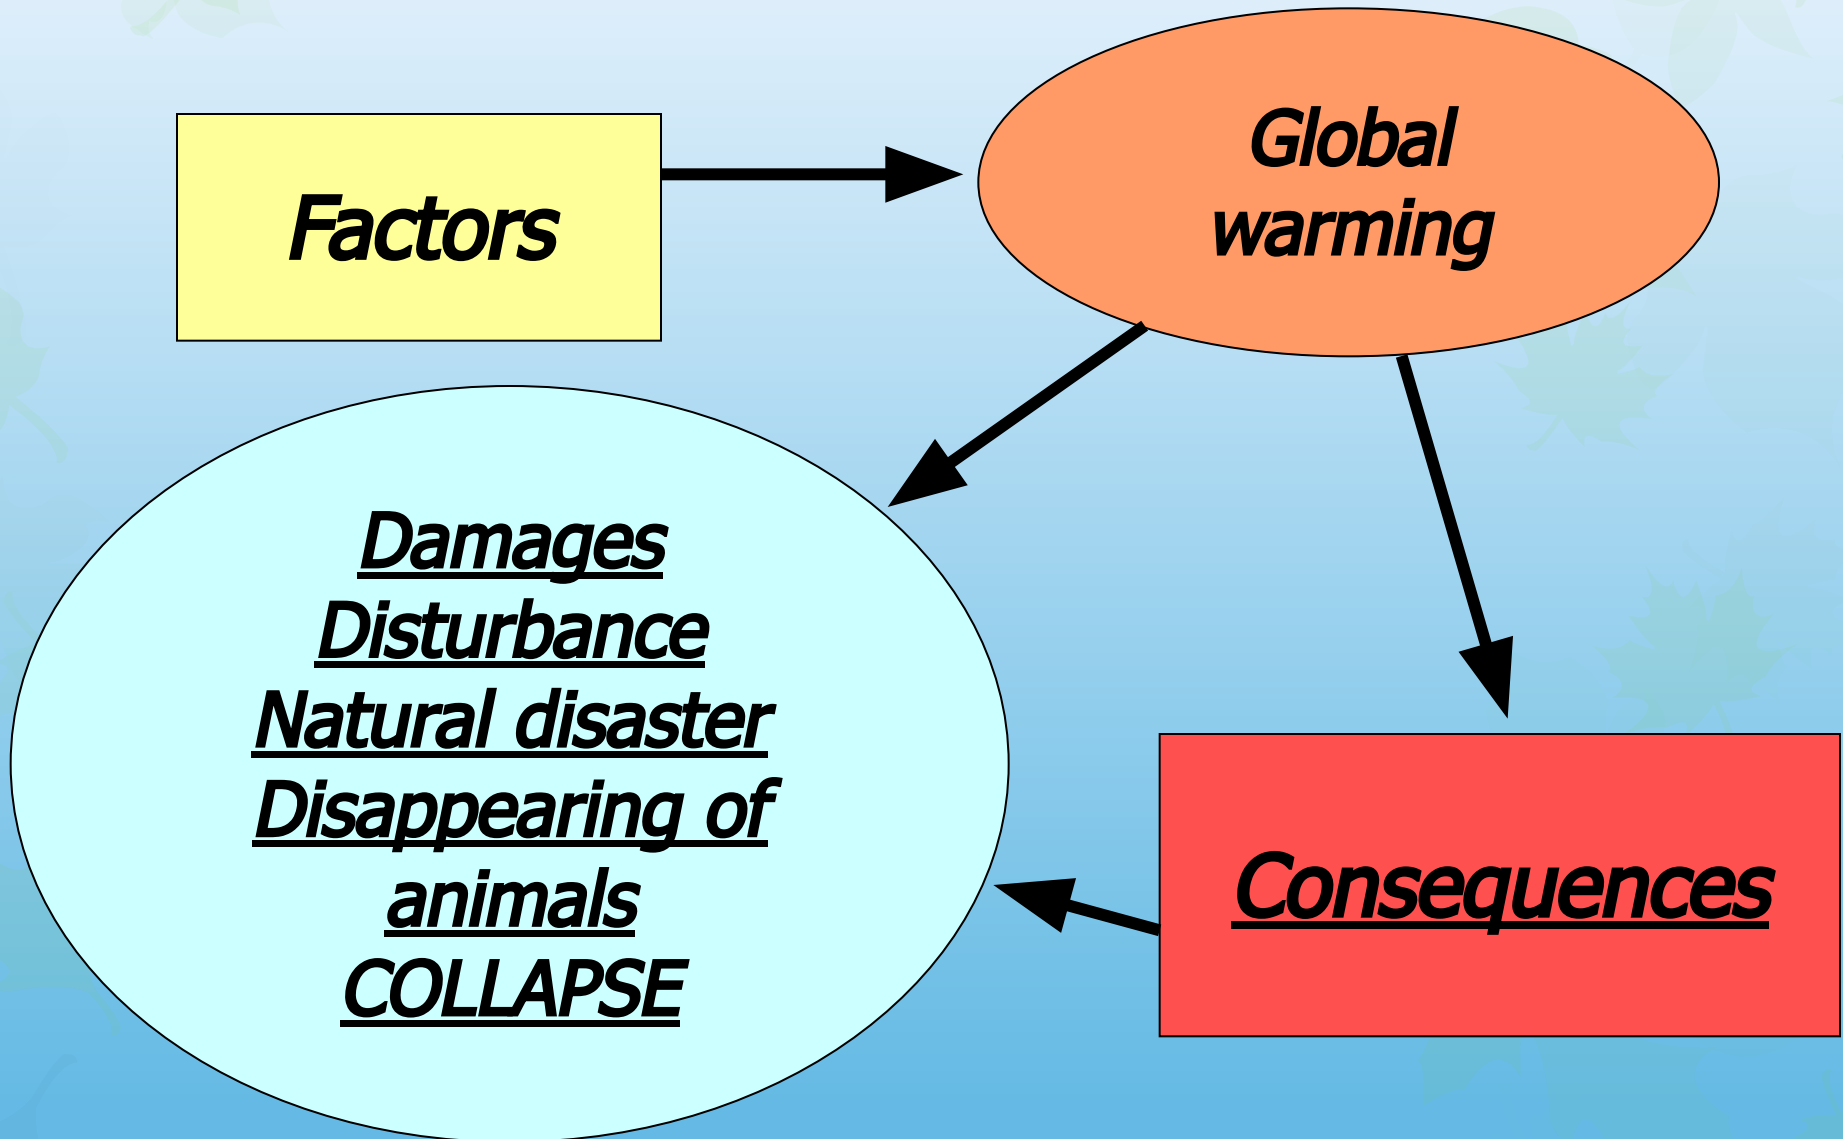 Factors
Global
warming
Damages
Disturbance
Natural disaster
Disappearing of
animals
COLLAPSE
Consequences